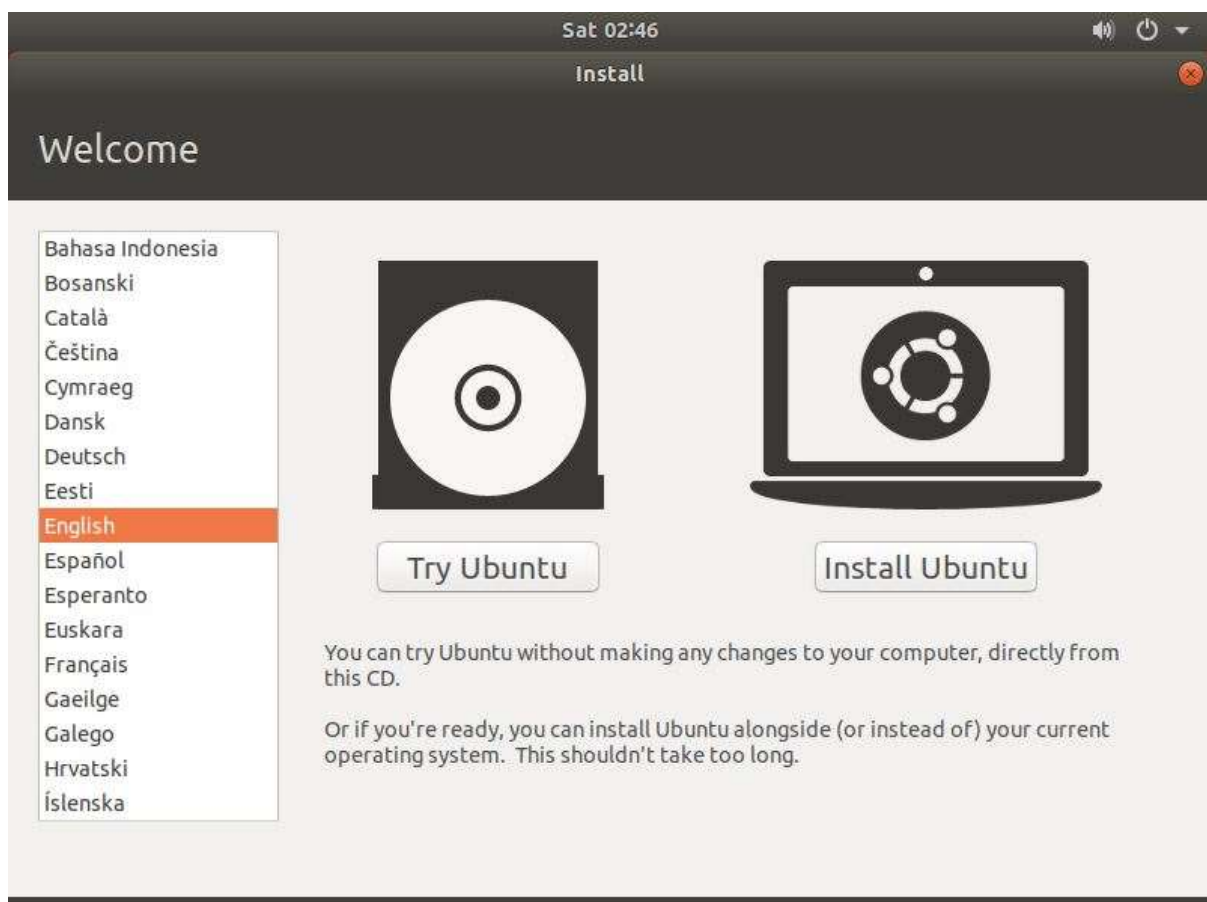 Sat 02:46
Install
Welcome
Bahasa Indonesia
Bosanski
Català
Čeština
Cymraeg
Dansk
Deutsch
Eesti
English
Español
Esperanto
Euskara
Français
Gaeilge
Galego
Hrvatski
Íslenska
Try Ubuntu
Install Ubuntu
You can try Ubuntu without making any changes to your computer, directly from
this CD.
Or if you're ready, you can install Ubuntu alongside (or instead of) your current
operating system.  This shouldn't take too long.